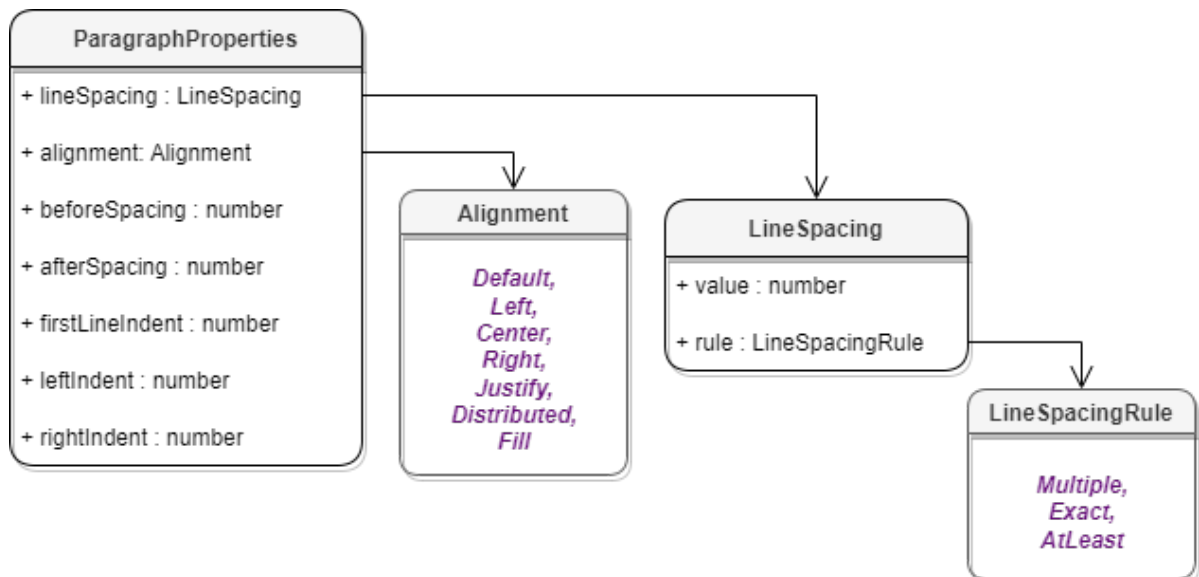 ParagraphProperties
+ lineSpacing : LineSpacing
+ alignment: Alignment
+ beforeSpacing : number
+ afterSpacing : number
+ firstLineIndent : number
+ leftIndent : number
+ rightIndent : number
Alignment
Default,
Left,
Center,
Right,
Justify,
Distributed,
Fill
LineSpacing
+ value : number
+ rule : LineSpacingRule
LineSpacingRule
Multiple,
Exact,
AtLeast